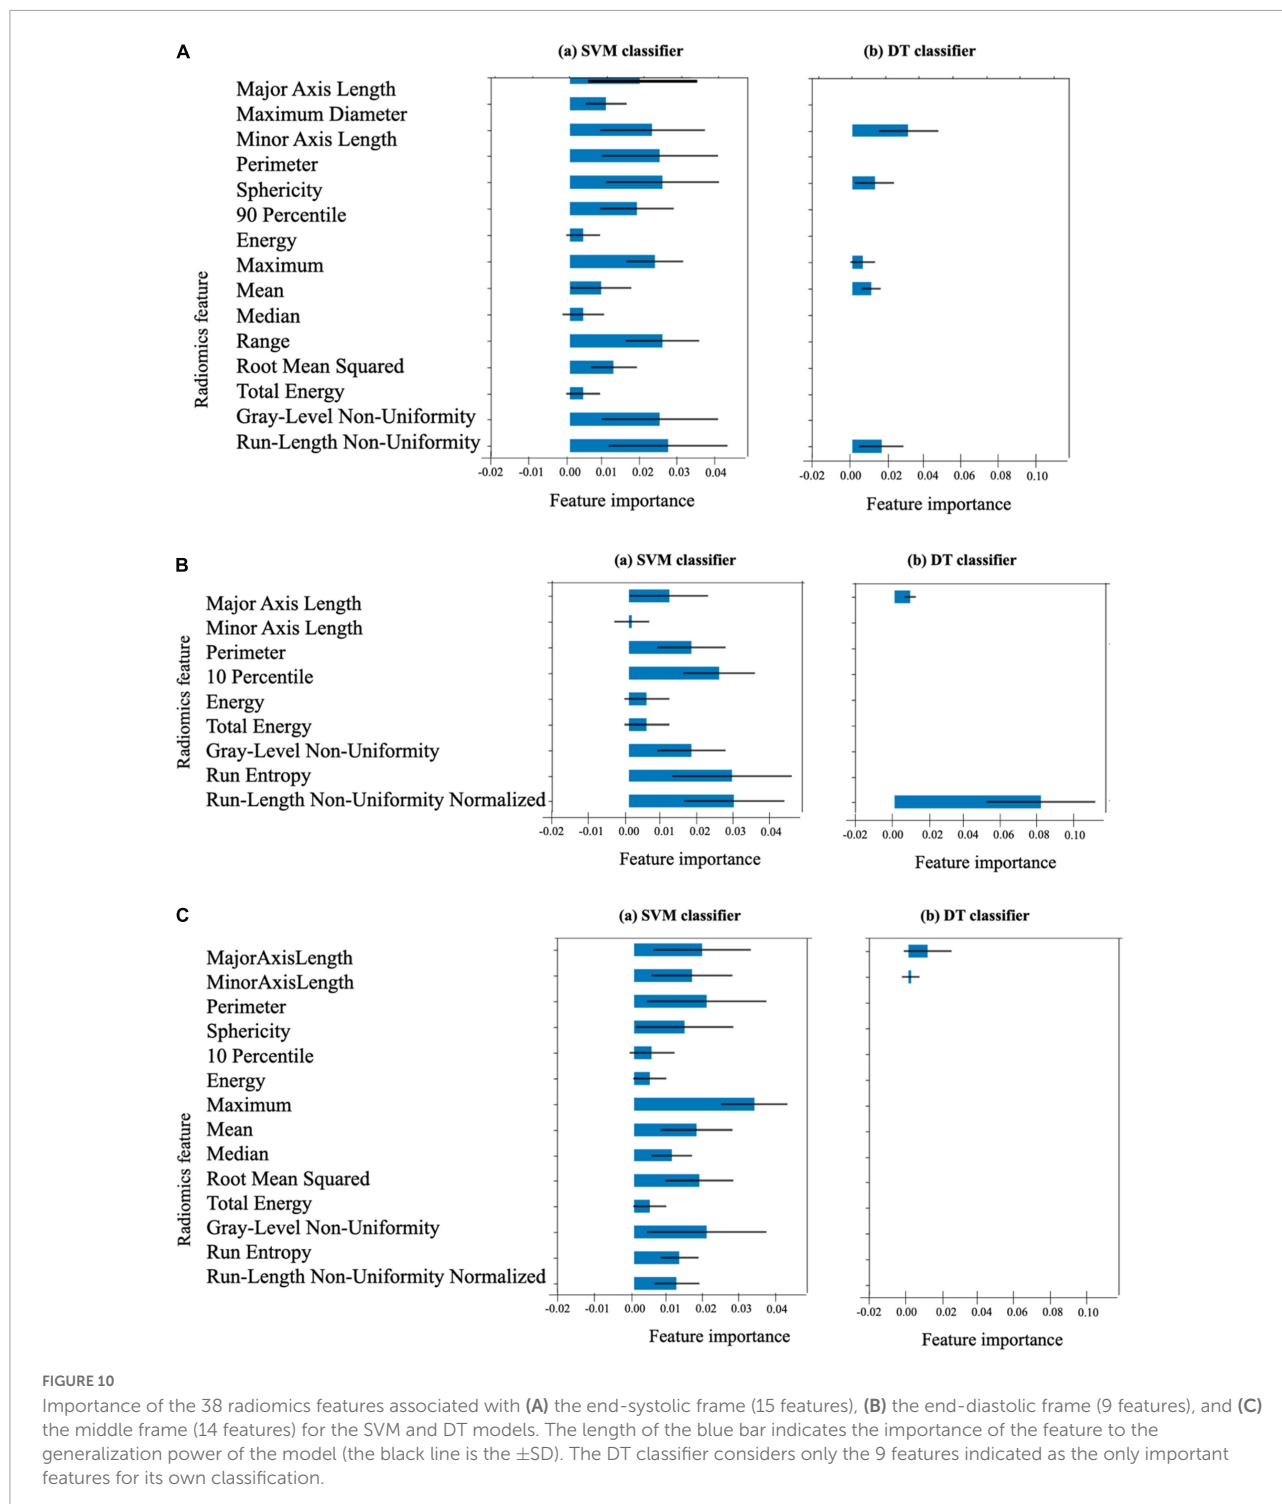 A
(a) SVM classifier
(b) DT classifier
Major Axis Length
Maximum Diameter
Minor Axis Length
Perimeter
Sphericity
90 Percentile
Energy
Maximum
Mean
Median
Range
Root Mean Squared
Total Energy
Gray-Level Non-Uniformity
Run-Length Non-Uniformity
Radiomics feature
-0.02 -0.01 0.00 0.01 0.02 0.03 0.04
-0.02 0.00 0.02 0.04 0.06 0.08 0.10
Feature importance
Feature importance
B
(a) SVM classifier
(b) DT classifier
Major Axis Length
Minor Axis Length
Perimeter
10 Percentile
Energy
Total Energy
Gray-Level Non-Uniformity
Run Entropy
Run-Length Non-Uniformity Normalized
Radiomics feature
-0.02 -0.01 0.00 0.01 0.02 0.03 0.04
-0.02 0.00 0.02 0.04 0.06 0.08 0.10
Feature importance
Feature importance
C
(a) SVM classifier
(b) DT classifier
MajorAxisLength
MinorAxisLength
Perimeter
Sphericity
10 Percentile
Energy
Maximum
Mean
Median
Root Mean Squared
Total Energy
Gray-Level Non-Uniformity
Run Entropy
Run-Length Non-Uniformity Normalized
Radiomics feature
-0.02 -0.01 0.00 0.01 0.02 0.03 0.04
-0.02 0.00 0.02 0.04 0.06 0.08 0.10
Feature importance
Feature importance
FIGURE 10
Importance of the 38 radiomics features associated with (A) the end-systolic frame (15 features), (B) the end-diastolic frame (9 features), and (C)
the middle frame (14 features) for the SVM and DT models. The length of the blue bar indicates the importance of the feature to the
generalization power of the model (the black line is the ±SD). The DT classifier considers only the 9 features indicated as the only important
features for its own classification.